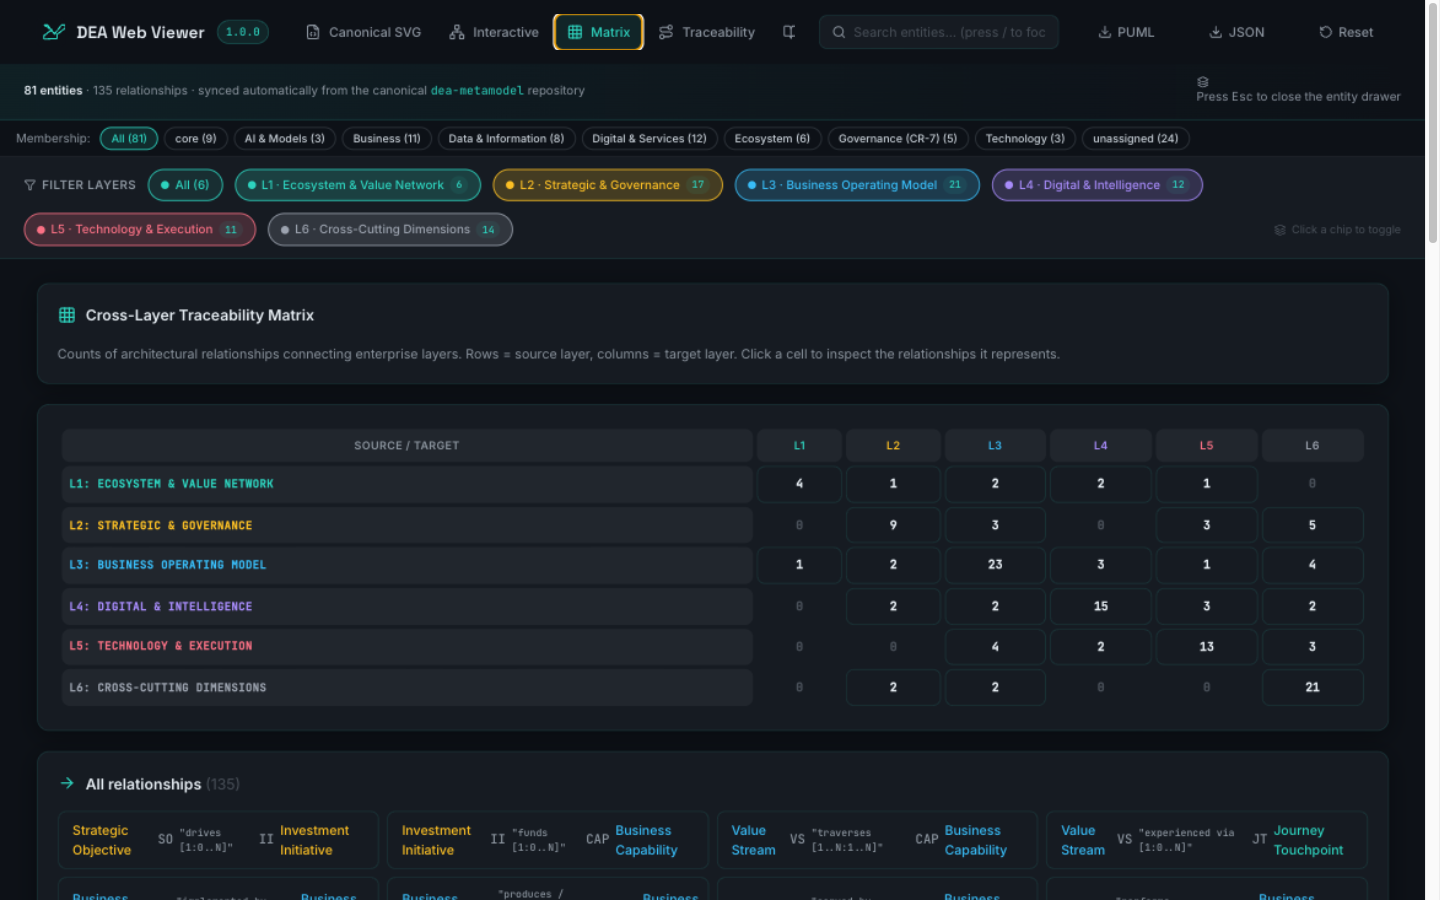 DEA Web Viewer 1.0.0 Canonical SVG Interactive Matrix Traceability Search entities... (press / to foc PUML JSON Reset
81 entities · 135 relationships · synced automatically from the canonical dea-metamodel repository
Press Esc to close the entity drawer
Membership: All (81) core (9) AI & Models (3) Business (11) Data & Information (8) Digital & Services (12) Ecosystem (6) Governance (CR-7) (5) Technology (3) unassigned (24)
FILTER LAYERS All (6) L1 · Ecosystem & Value Network 6 L2 · Strategic & Governance 17 L3 · Business Operating Model 21 L4 · Digital & Intelligence 12
L5 · Technology & Execution 11 L6 · Cross-Cutting Dimensions 14 Click a chip to toggle
Cross-Layer Traceability Matrix
Counts of architectural relationships connecting enterprise layers. Rows = source layer, columns = target layer. Click a cell to inspect the relationships it represents.
SOURCE / TARGET L1 L2 L3 L4 L5 L6
L1: ECOSYSTEM & VALUE NETWORK 4 1 2 2 1 0
L2: STRATEGIC & GOVERNANCE 0 9 3 0 3 5
L3: BUSINESS OPERATING MODEL 1 2 23 3 1 4
L4: DIGITAL & INTELLIGENCE 0 2 2 15 3 2
L5: TECHNOLOGY & EXECUTION 0 0 4 2 13 3
L6: CROSS-CUTTING DIMENSIONS 0 2 2 0 0 21
All relationships (135)
Strategic Objective SO "drives [1:0..N]" II Investment Initiative
Investment Initiative II "funds [1:0..N]" CAP Business Capability
Value Stream VS "traverses [1..N:1..N]" CAP Business Capability
Value Stream VS "experienced via [1:0..N]" JT Journey Touchpoint
Business Business
Business "produces / Business
Business
Business